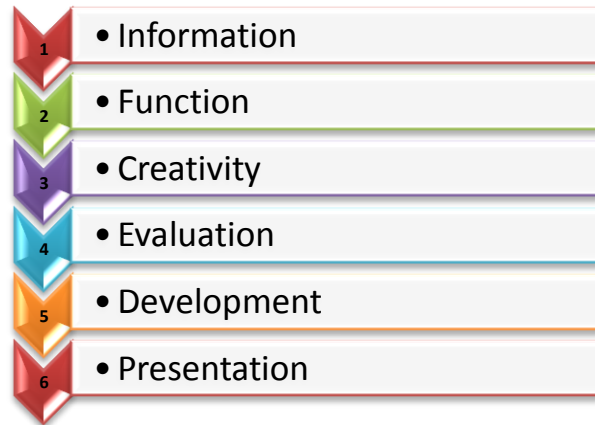 1 • Information
2 • Function
3 • Creativity
4 • Evaluation
5 • Development
6 • Presentation